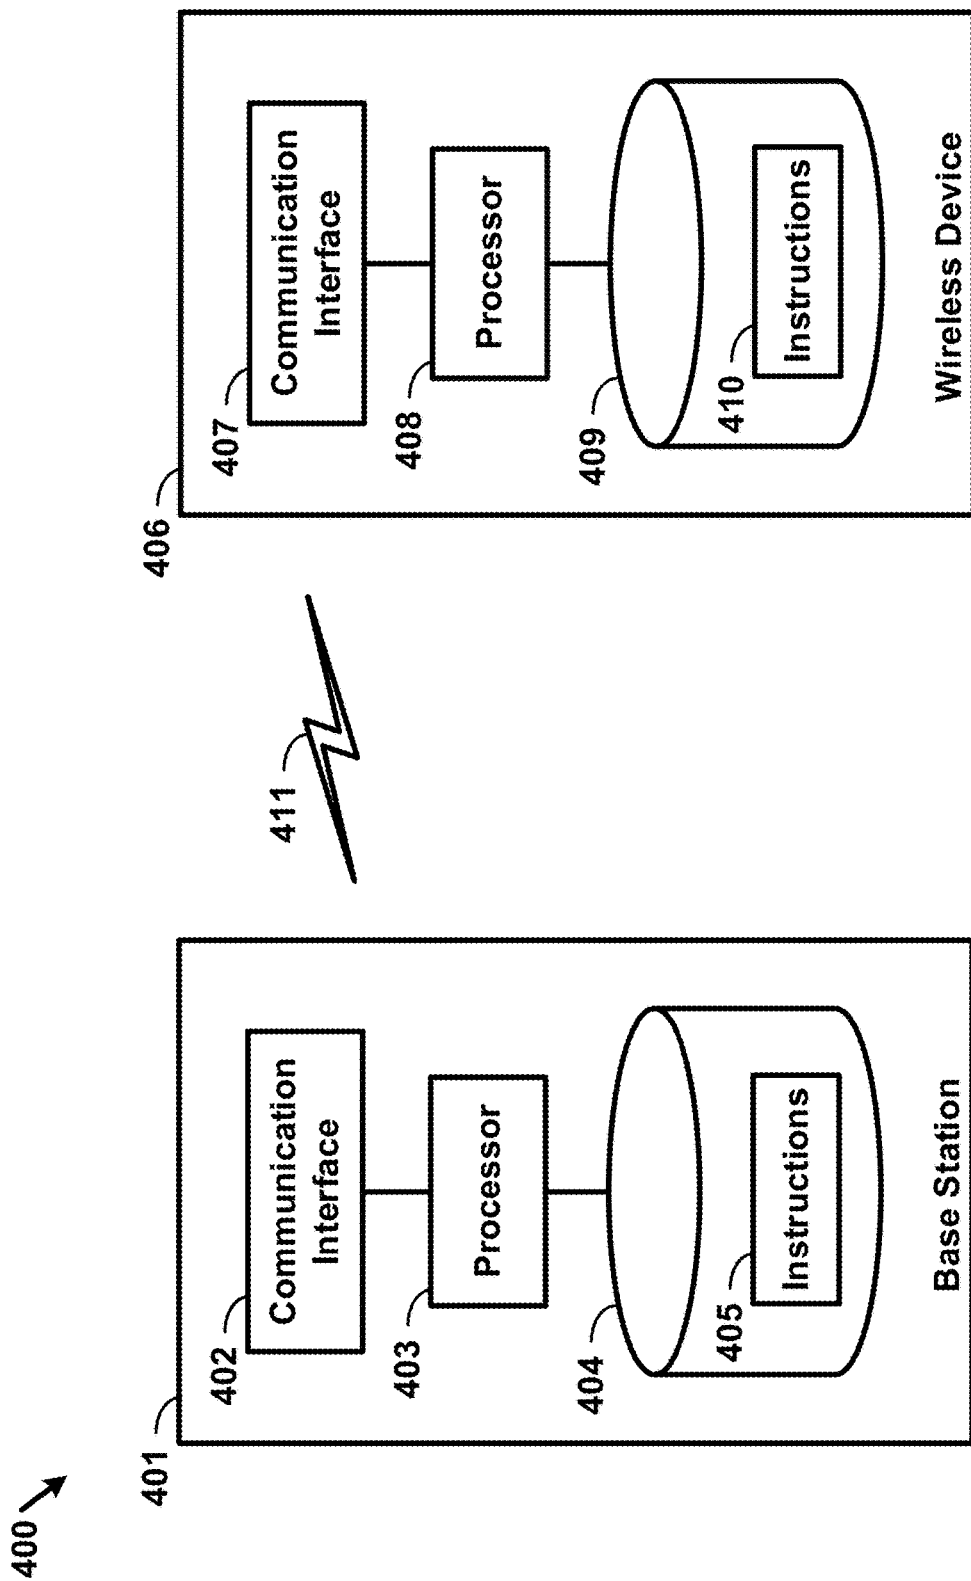 400
401
402
Communication
Interface
403
Processor
404
405
Instructions
Base Station
411
406
407
Communication
Interface
408
Processor
409
410
Instructions
Wireless Device